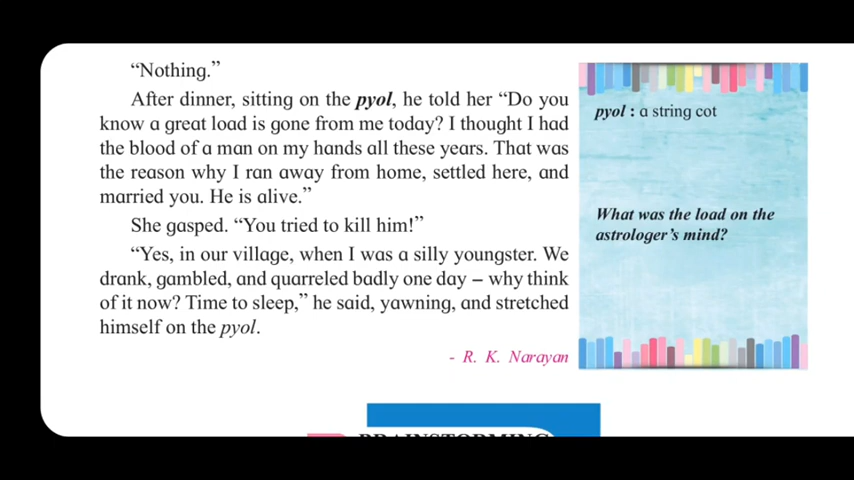 “Nothing.”
After dinner, sitting on the pyol, he told her “Do you
know a great load is gone from me today? I thought I had
the blood of a man on my hands all these years. That was
the reason why I ran away from home, settled here, and
married you. He is alive.”
She gasped. “You tried to kill him!”
“Yes, in our village, when I was a silly youngster. We
drank, gambled, and quarreled badly one day – why think
of it now? Time to sleep,” he said, yawning, and stretched
himself on the pyol.
- R. K. Narayan
pyol : a string cot
What was the load on the
astrologer’s mind?
BRAINSTORMING